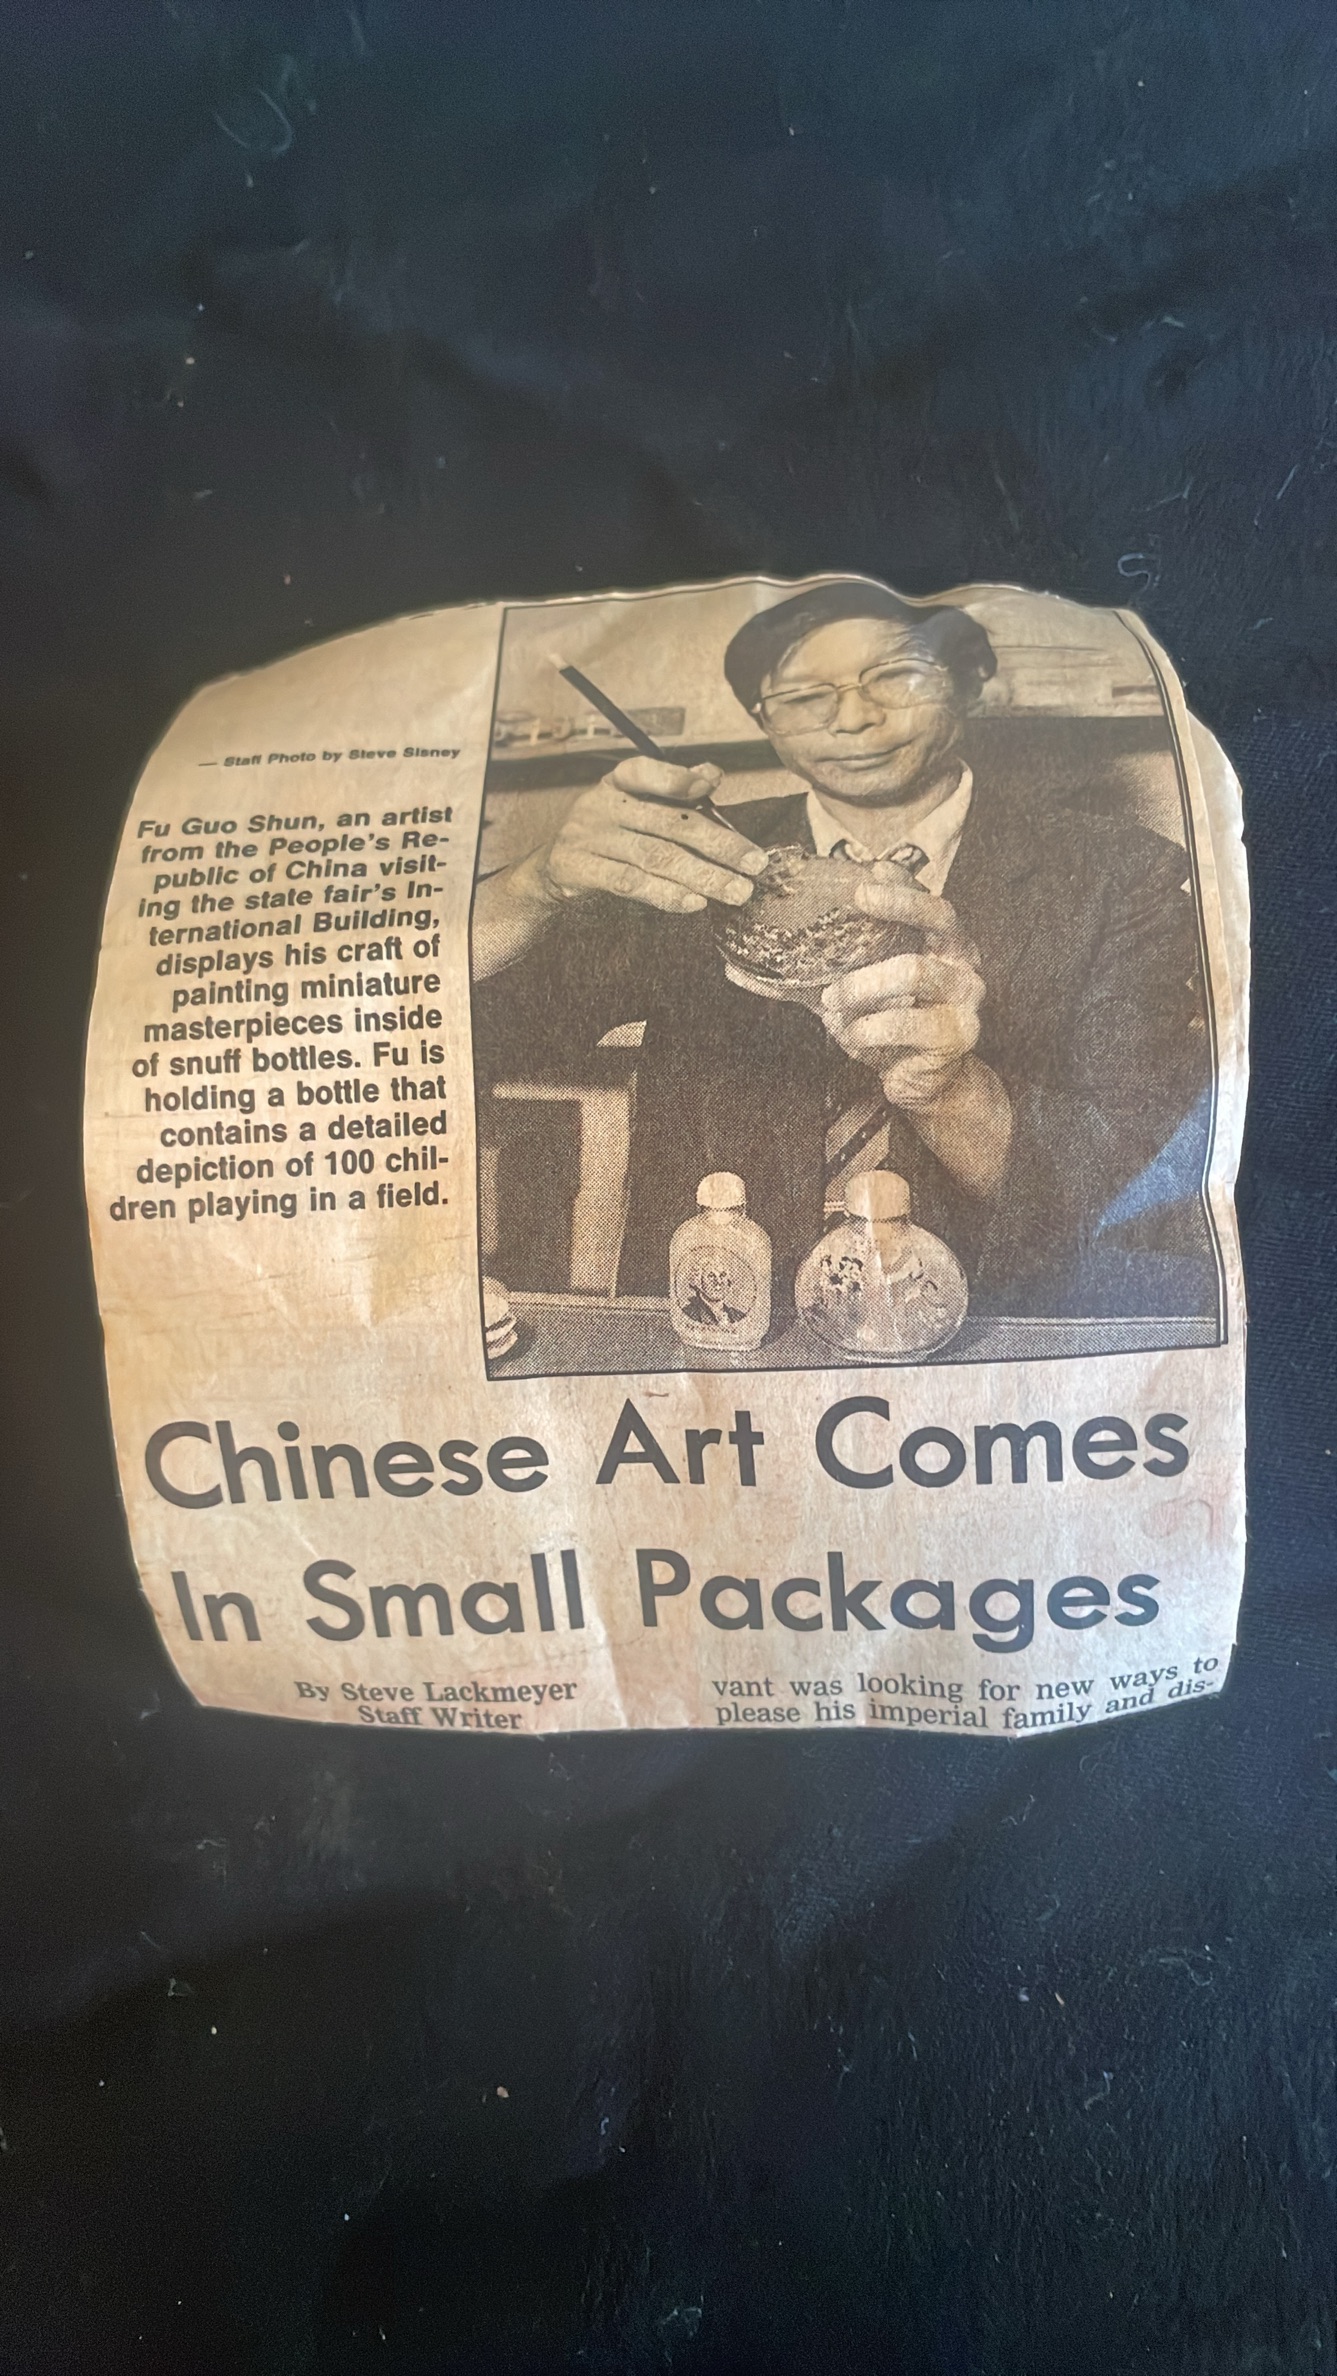 — Staff Photo by Steve Sisney
Fu Guo Shun, an artist
from the People's Re-
public of China visit-
ing the state fair's In-
ternational Building,
displays his craft of
painting miniature
masterpieces inside
of snuff bottles. Fu is
holding a bottle that
contains a detailed
depiction of 100 chil-
dren playing in a field.
Chinese Art Comes
In Small Packages
By Steve Lackmeyer
Staff Writer
vant was looking for new ways to
please his imperial family and dis-